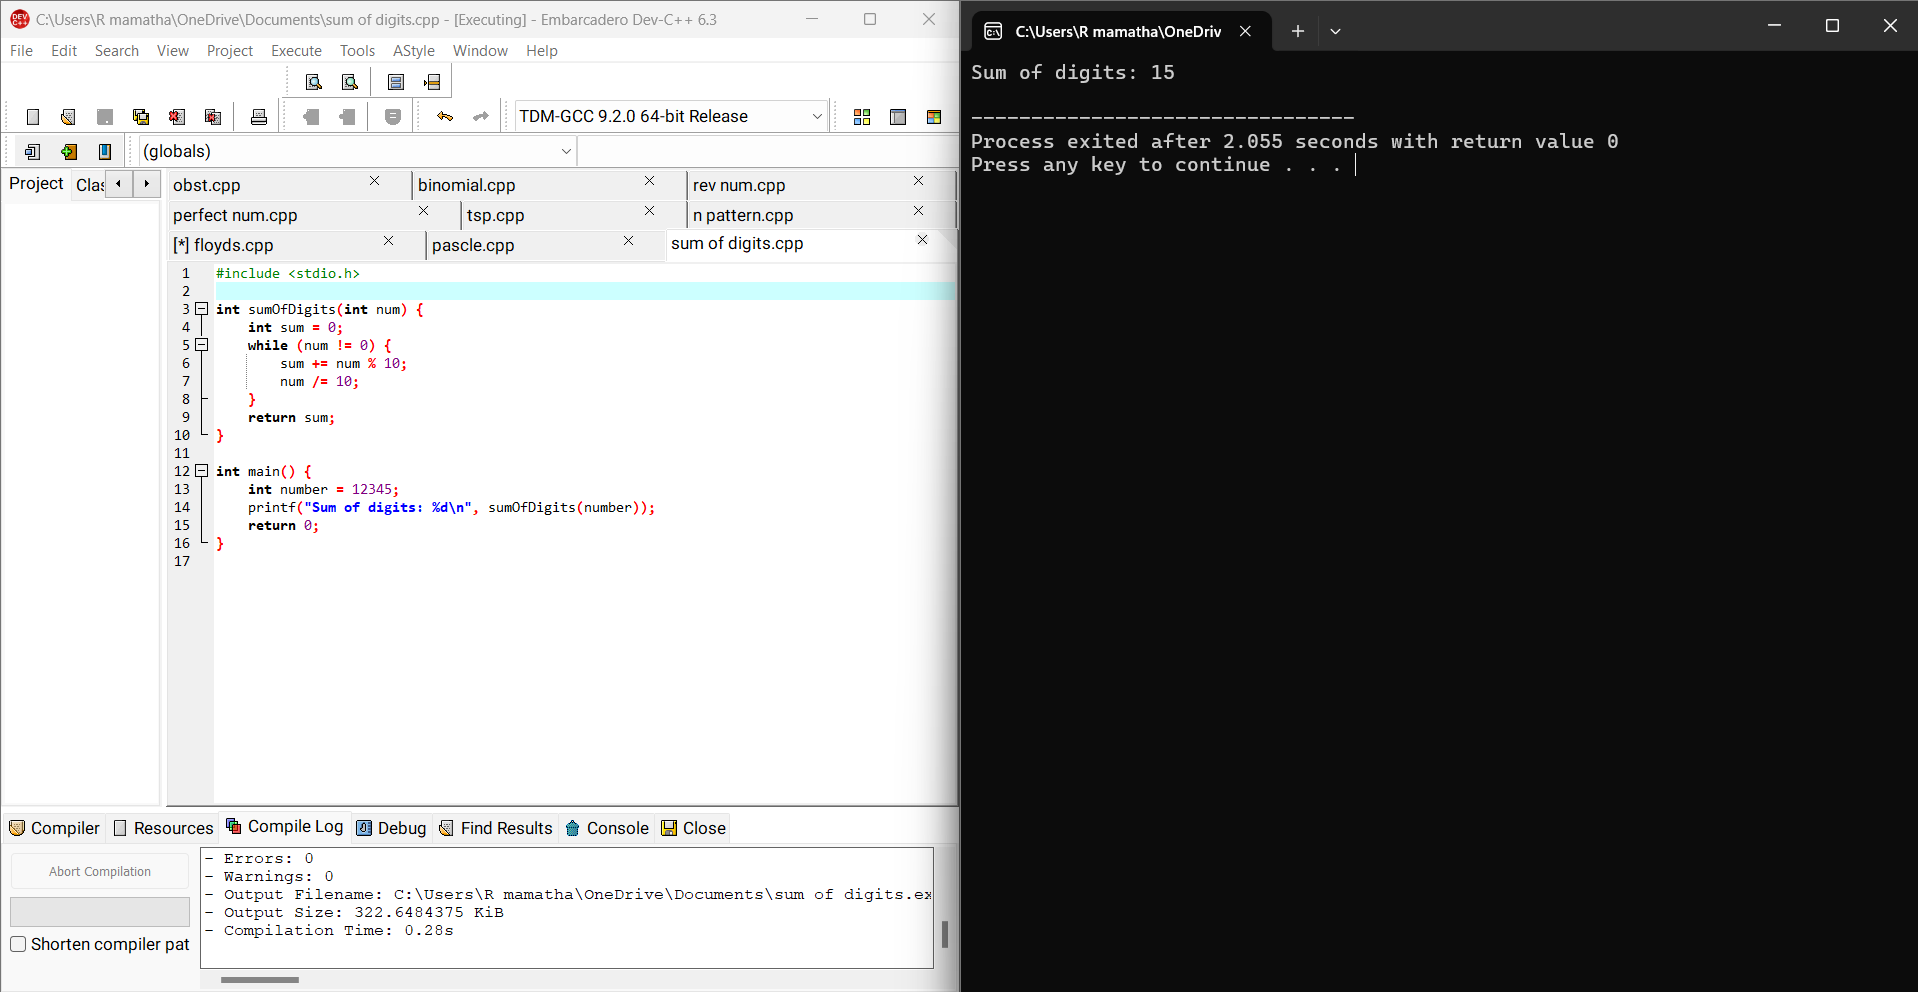 C:\Users\R mamatha\OneDrive\Documents\sum of digits.cpp - [Executing] - Embarcadero Dev-C++ 6.3
File Edit Search View Project Execute Tools AStyle Window Help
TDM-GCC 9.2.0 64-bit Release
(globals)
Project Clas
obst.cpp binomial.cpp rev num.cpp
perfect num.cpp tsp.cpp n pattern.cpp
[*] floyds.cpp pascle.cpp sum of digits.cpp
1 #include <stdio.h>
2
3 int sumOfDigits(int num) {
4 int sum = 0;
5 while (num != 0) {
6 sum += num % 10;
7 num /= 10;
8 }
9 return sum;
10 }
11
12 int main() {
13 int number = 12345;
14 printf("Sum of digits: %d\n", sumOfDigits(number));
15 return 0;
16 }
17
Compiler Resources Compile Log Debug Find Results Console Close
Abort Compilation
Shorten compiler pat
- Errors: 0
- Warnings: 0
- Output Filename: C:\Users\R mamatha\OneDrive\Documents\sum of digits.ex
- Output Size: 322.6484375 KiB
- Compilation Time: 0.28s
C:\Users\R mamatha\OneDriv
Sum of digits: 15
--------------------------------
Process exited after 2.055 seconds with return value 0
Press any key to continue . . .